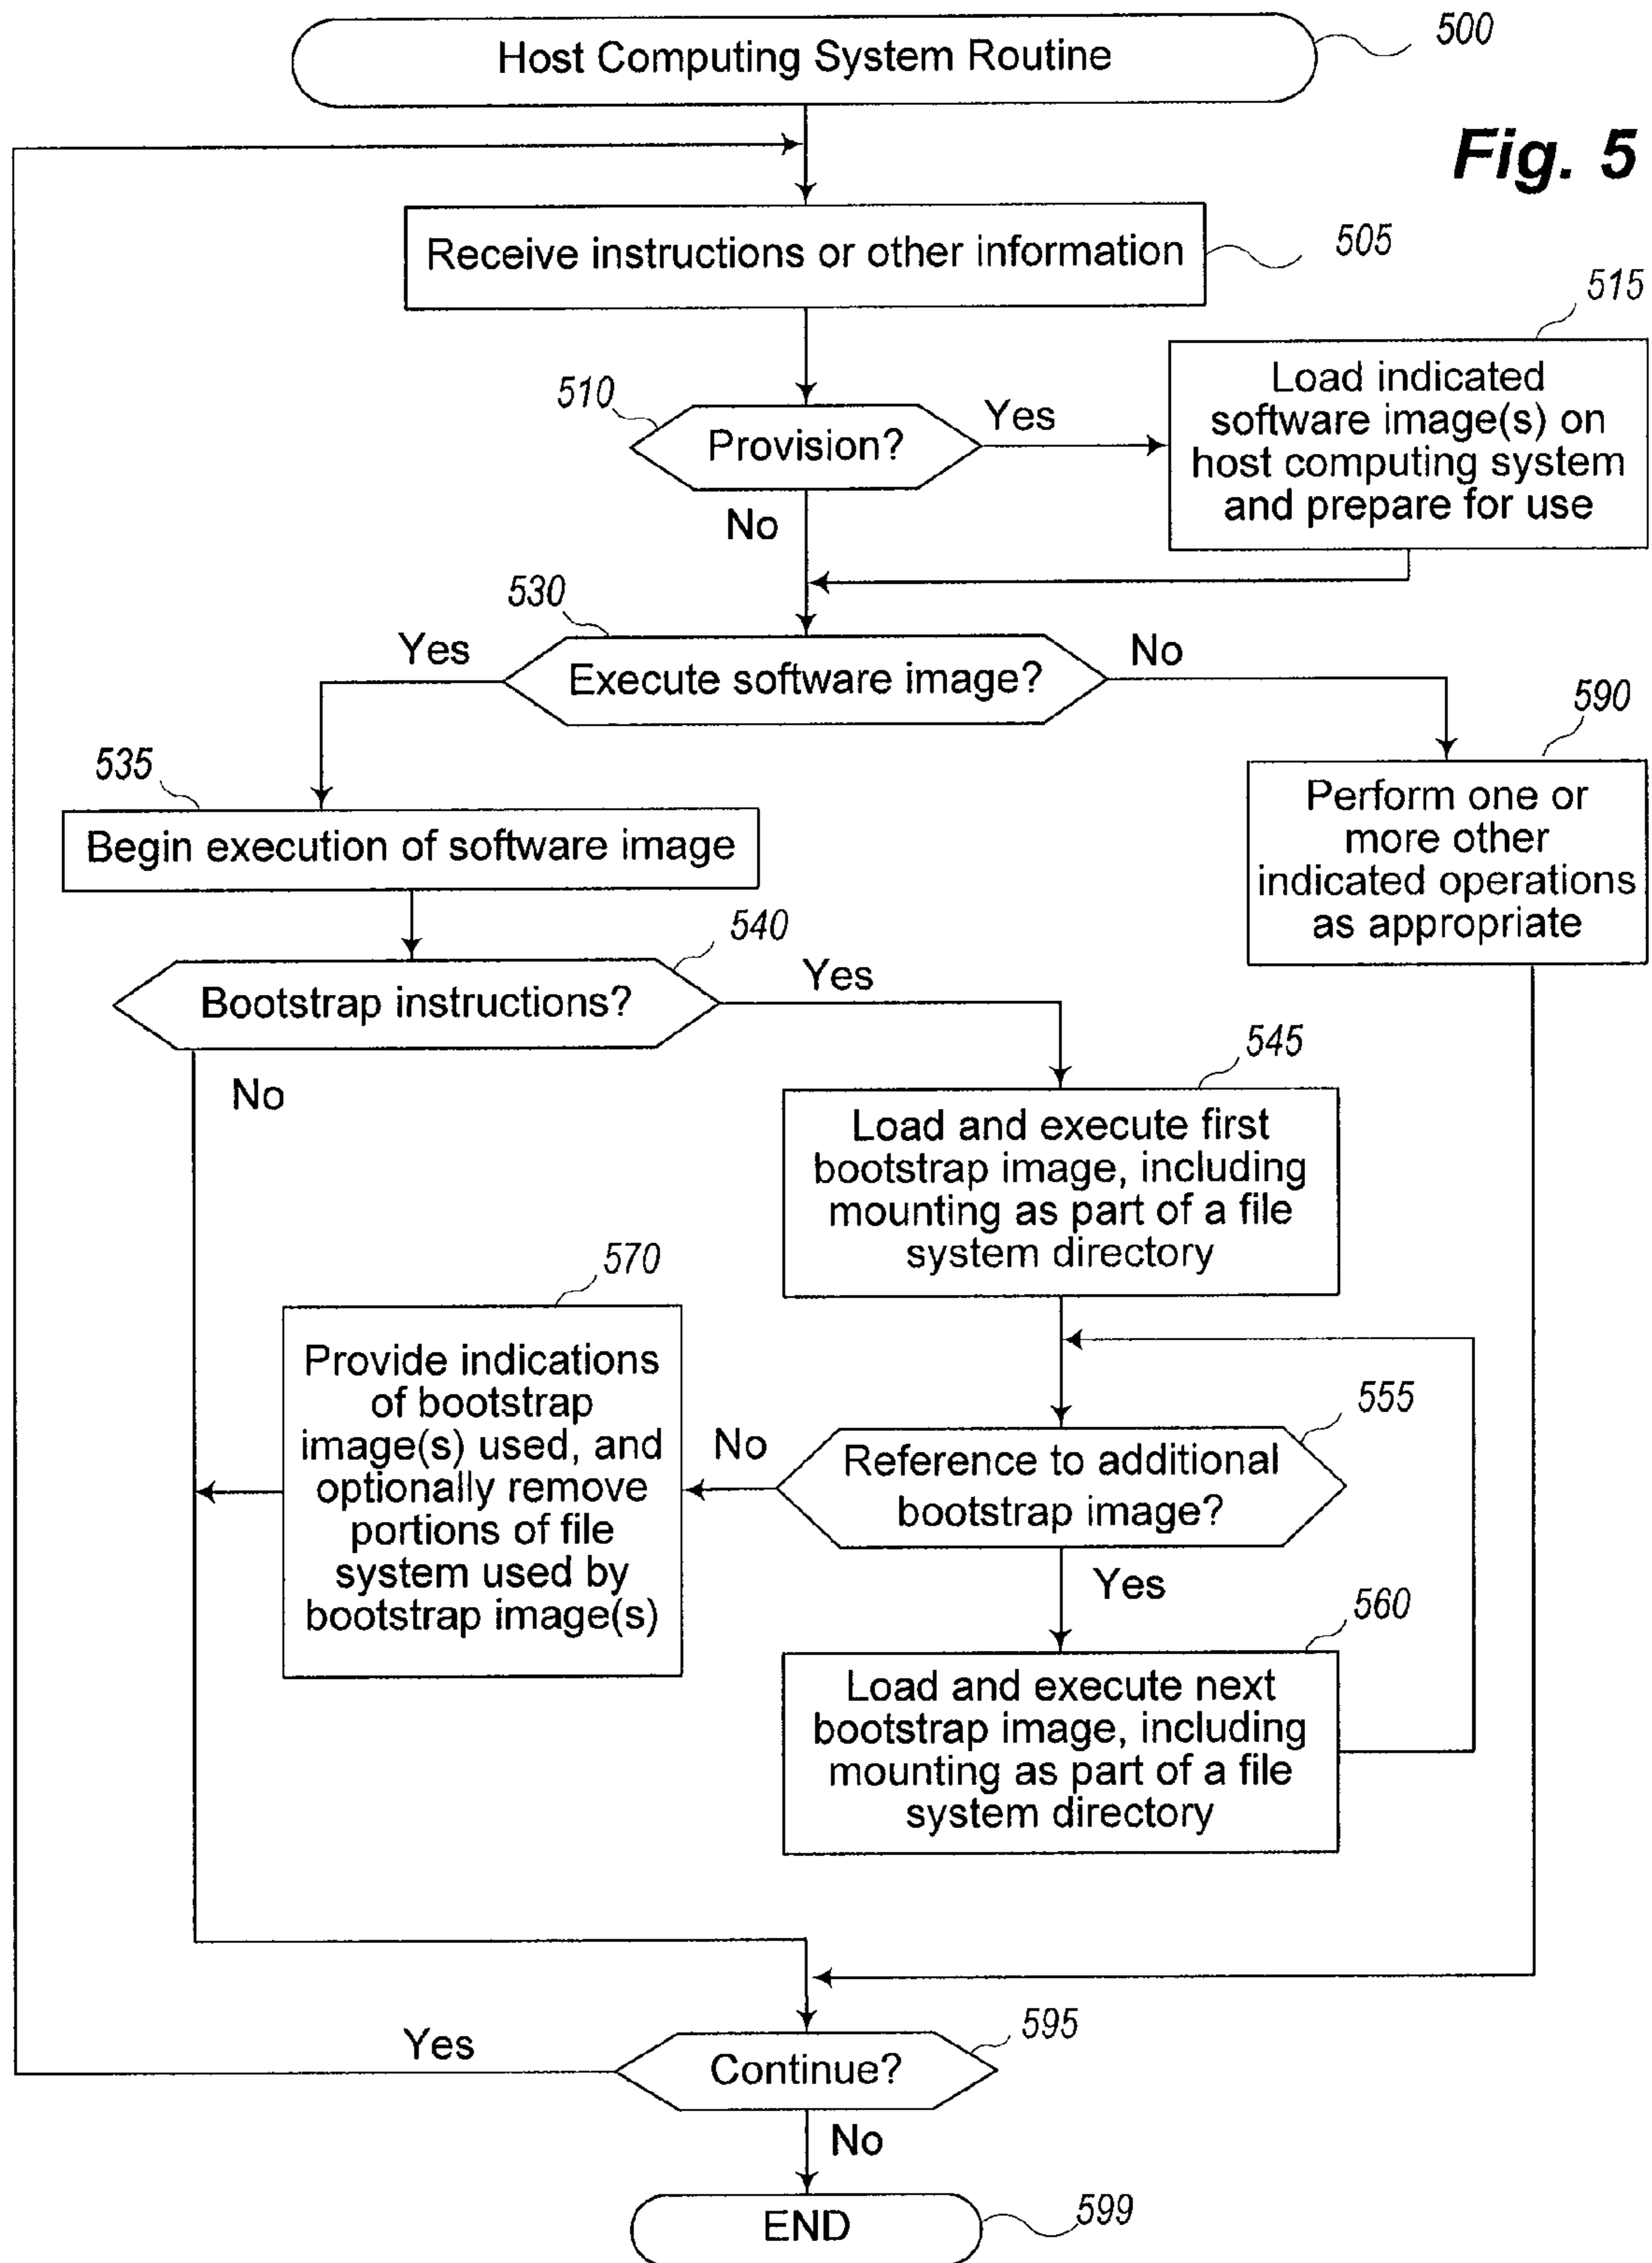 Host Computing System Routine
500
Fig. 5
Receive instructions or other information
505
515
Load indicated
software image(s) on
host computing system
and prepare for use
510
Provision?
Yes
No
530
Yes
Execute software image?
No
590
Perform one or
more other
indicated operations
as appropriate
535
Begin execution of software image
540
Bootstrap instructions?
Yes
No
545
Load and execute first
bootstrap image, including
mounting as part of a file
system directory
570
Provide indications
of bootstrap
image(s) used, and
optionally remove
portions of file
system used by
bootstrap image(s)
No
555
Reference to additional
bootstrap image?
Yes
560
Load and execute next
bootstrap image, including
mounting as part of a file
system directory
595
Yes
Continue?
No
END
599